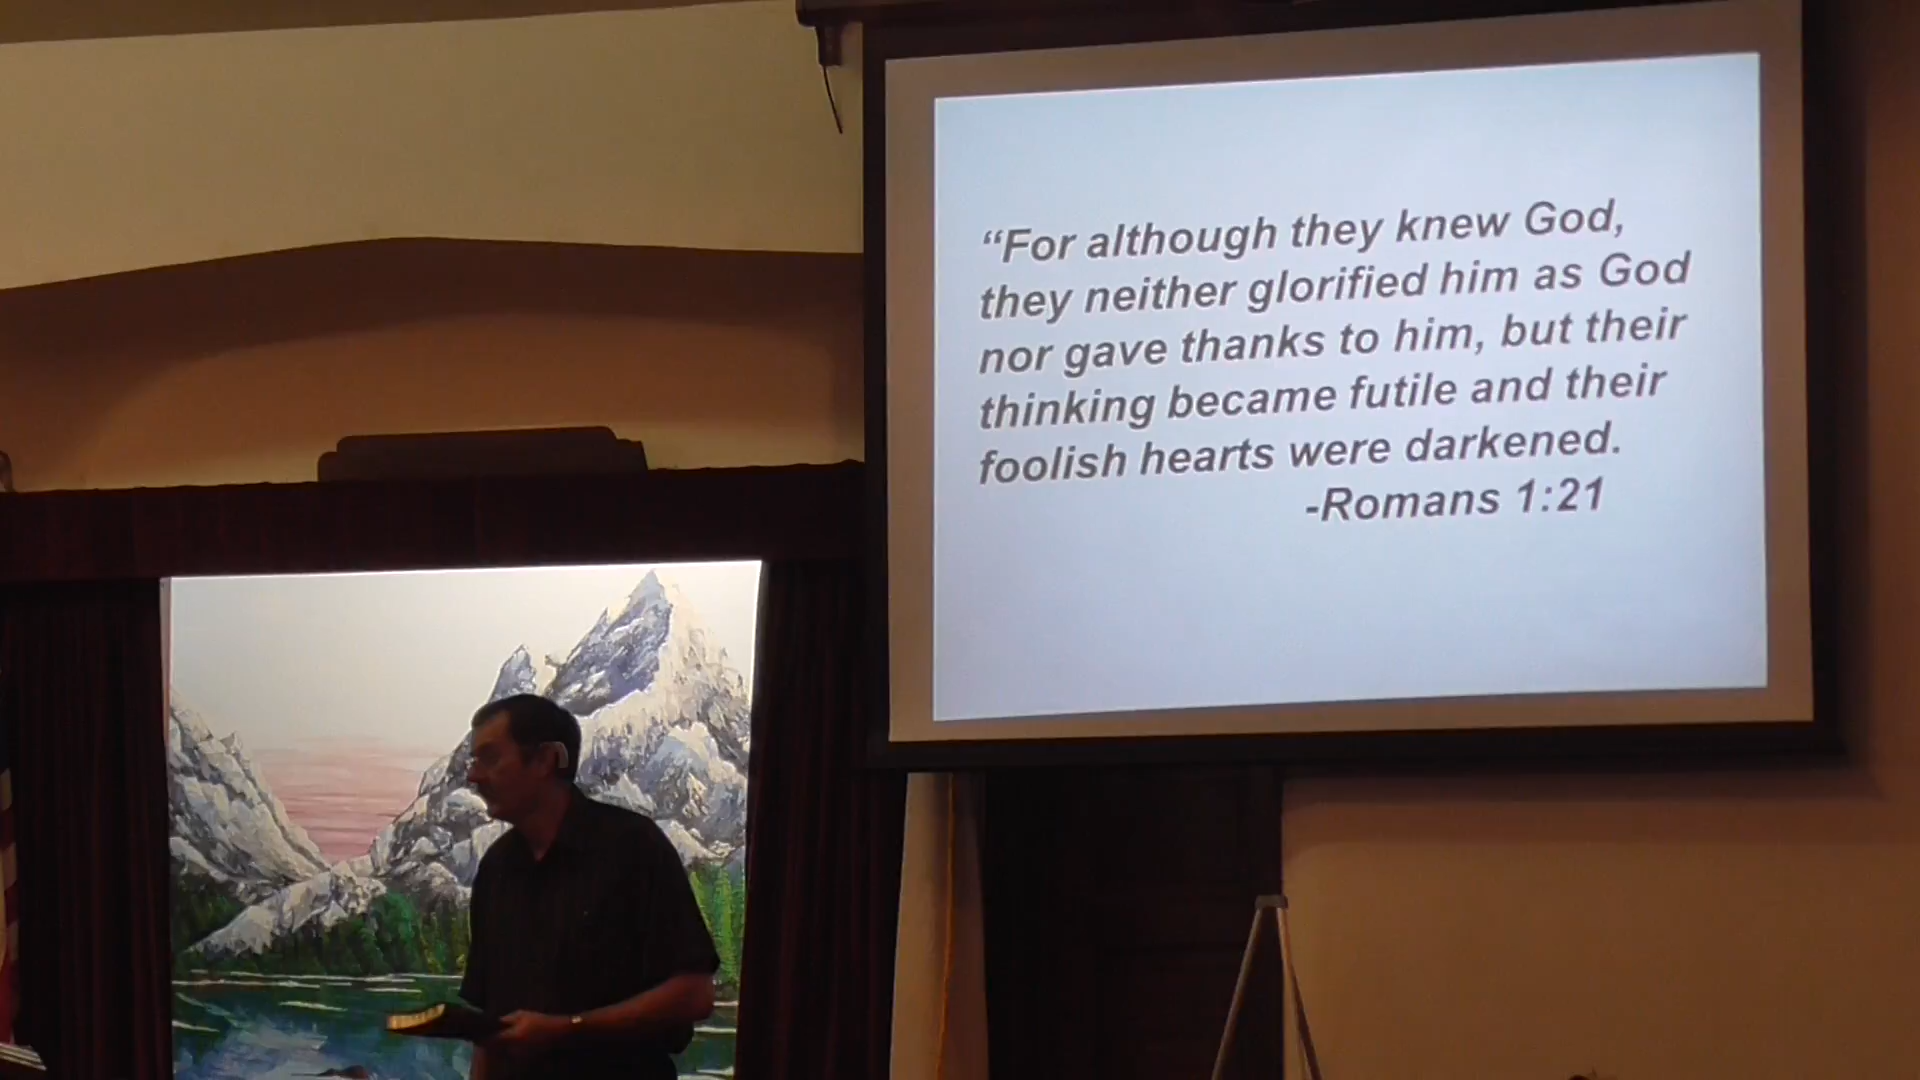 “For although they knew God,
they neither glorified him as God
nor gave thanks to him, but their
thinking became futile and their
foolish hearts were darkened.
-Romans 1:21